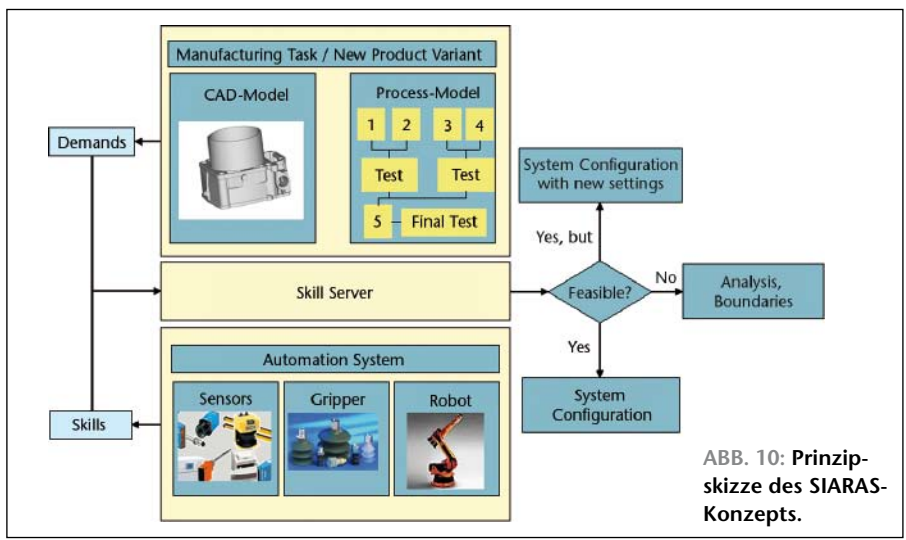 Manufacturing Task / New Product Variant
CAD-Model
Process-Model
1
2
3
4
Test
Test
5
Final Test
Demands
Skill Server
Skills
Automation System
Sensors
Gripper
Robot
Feasible?
Yes, but
System Configuration
with new settings
No
Analysis,
Boundaries
Yes
System
Configuration
ABB. 10: Prinzip-
skizze des SIARAS-
Konzepts.